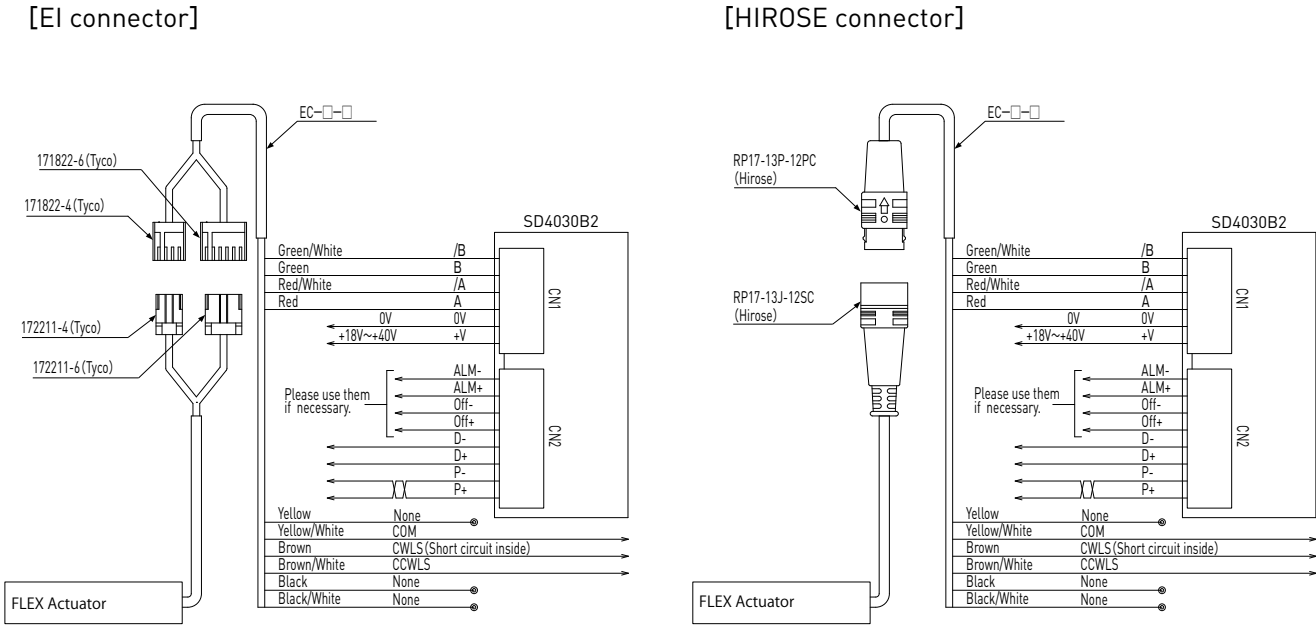 [EI connector]
EC-□-□
171822-6(Tyco)
171822-4(Tyco)
172211-4(Tyco)
172211-6(Tyco)
SD4030B2
Green/White /B
Green B
Red/White /A
Red A
0V 0V
+18V~+40V +V
CN1
ALM-
ALM+
Off-
Off+
Please use them
if necessary.
D-
D+
P-
P+
CN2
Yellow None
Yellow/White COM
Brown CWLS(Short circuit inside)
Brown/White CCWLS
Black None
Black/White None
FLEX Actuator
[HIROSE connector]
EC-□-□
RP17-13P-12PC
(Hirose)
RP17-13J-12SC
(Hirose)
SD4030B2
Green/White /B
Green B
Red/White /A
Red A
0V 0V
+18V~+40V +V
CN1
ALM-
ALM+
Off-
Off+
Please use them
if necessary.
D-
D+
P-
P+
CN2
Yellow None
Yellow/White COM
Brown CWLS(Short circuit inside)
Brown/White CCWLS
Black None
Black/White None
FLEX Actuator